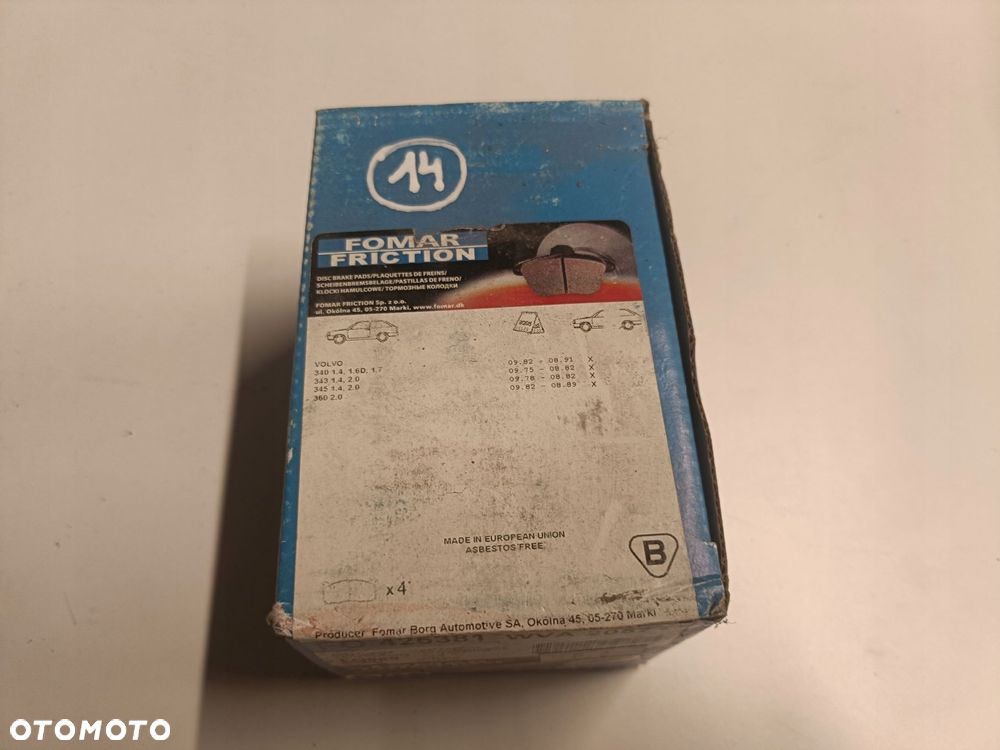 14
FOMAR
FRICTION
DISC BRAKE PADS/PLAQUETTES DE FREINS/
SCHEIBENBREMSBELAGE/PASTILLAS DE FRENO/
KLOCKI HAMULCOWE/ ТОРМОЗНЫЕ КОЛОДКИ
FOMAR FRICTION Sp. z o.o.
ul. Okólna 45, 05-270 Marki, www.fomar.dk
VOLVO
340 1.4, 1.6D, 1.7 09.82 - 08.91 X
343 1.4, 2.0 09.75 - 08.82 X
345 1.4, 2.0 09.78 - 08.82 X
360 2.0 09.82 - 08.89 X
MADE IN EUROPEAN UNION
ASBESTOS FREE
B
x 4
Producer Fomar Borg Automotive SA, Okólna 45, 05-270 Marki
425381 WVA
OTOMOTO